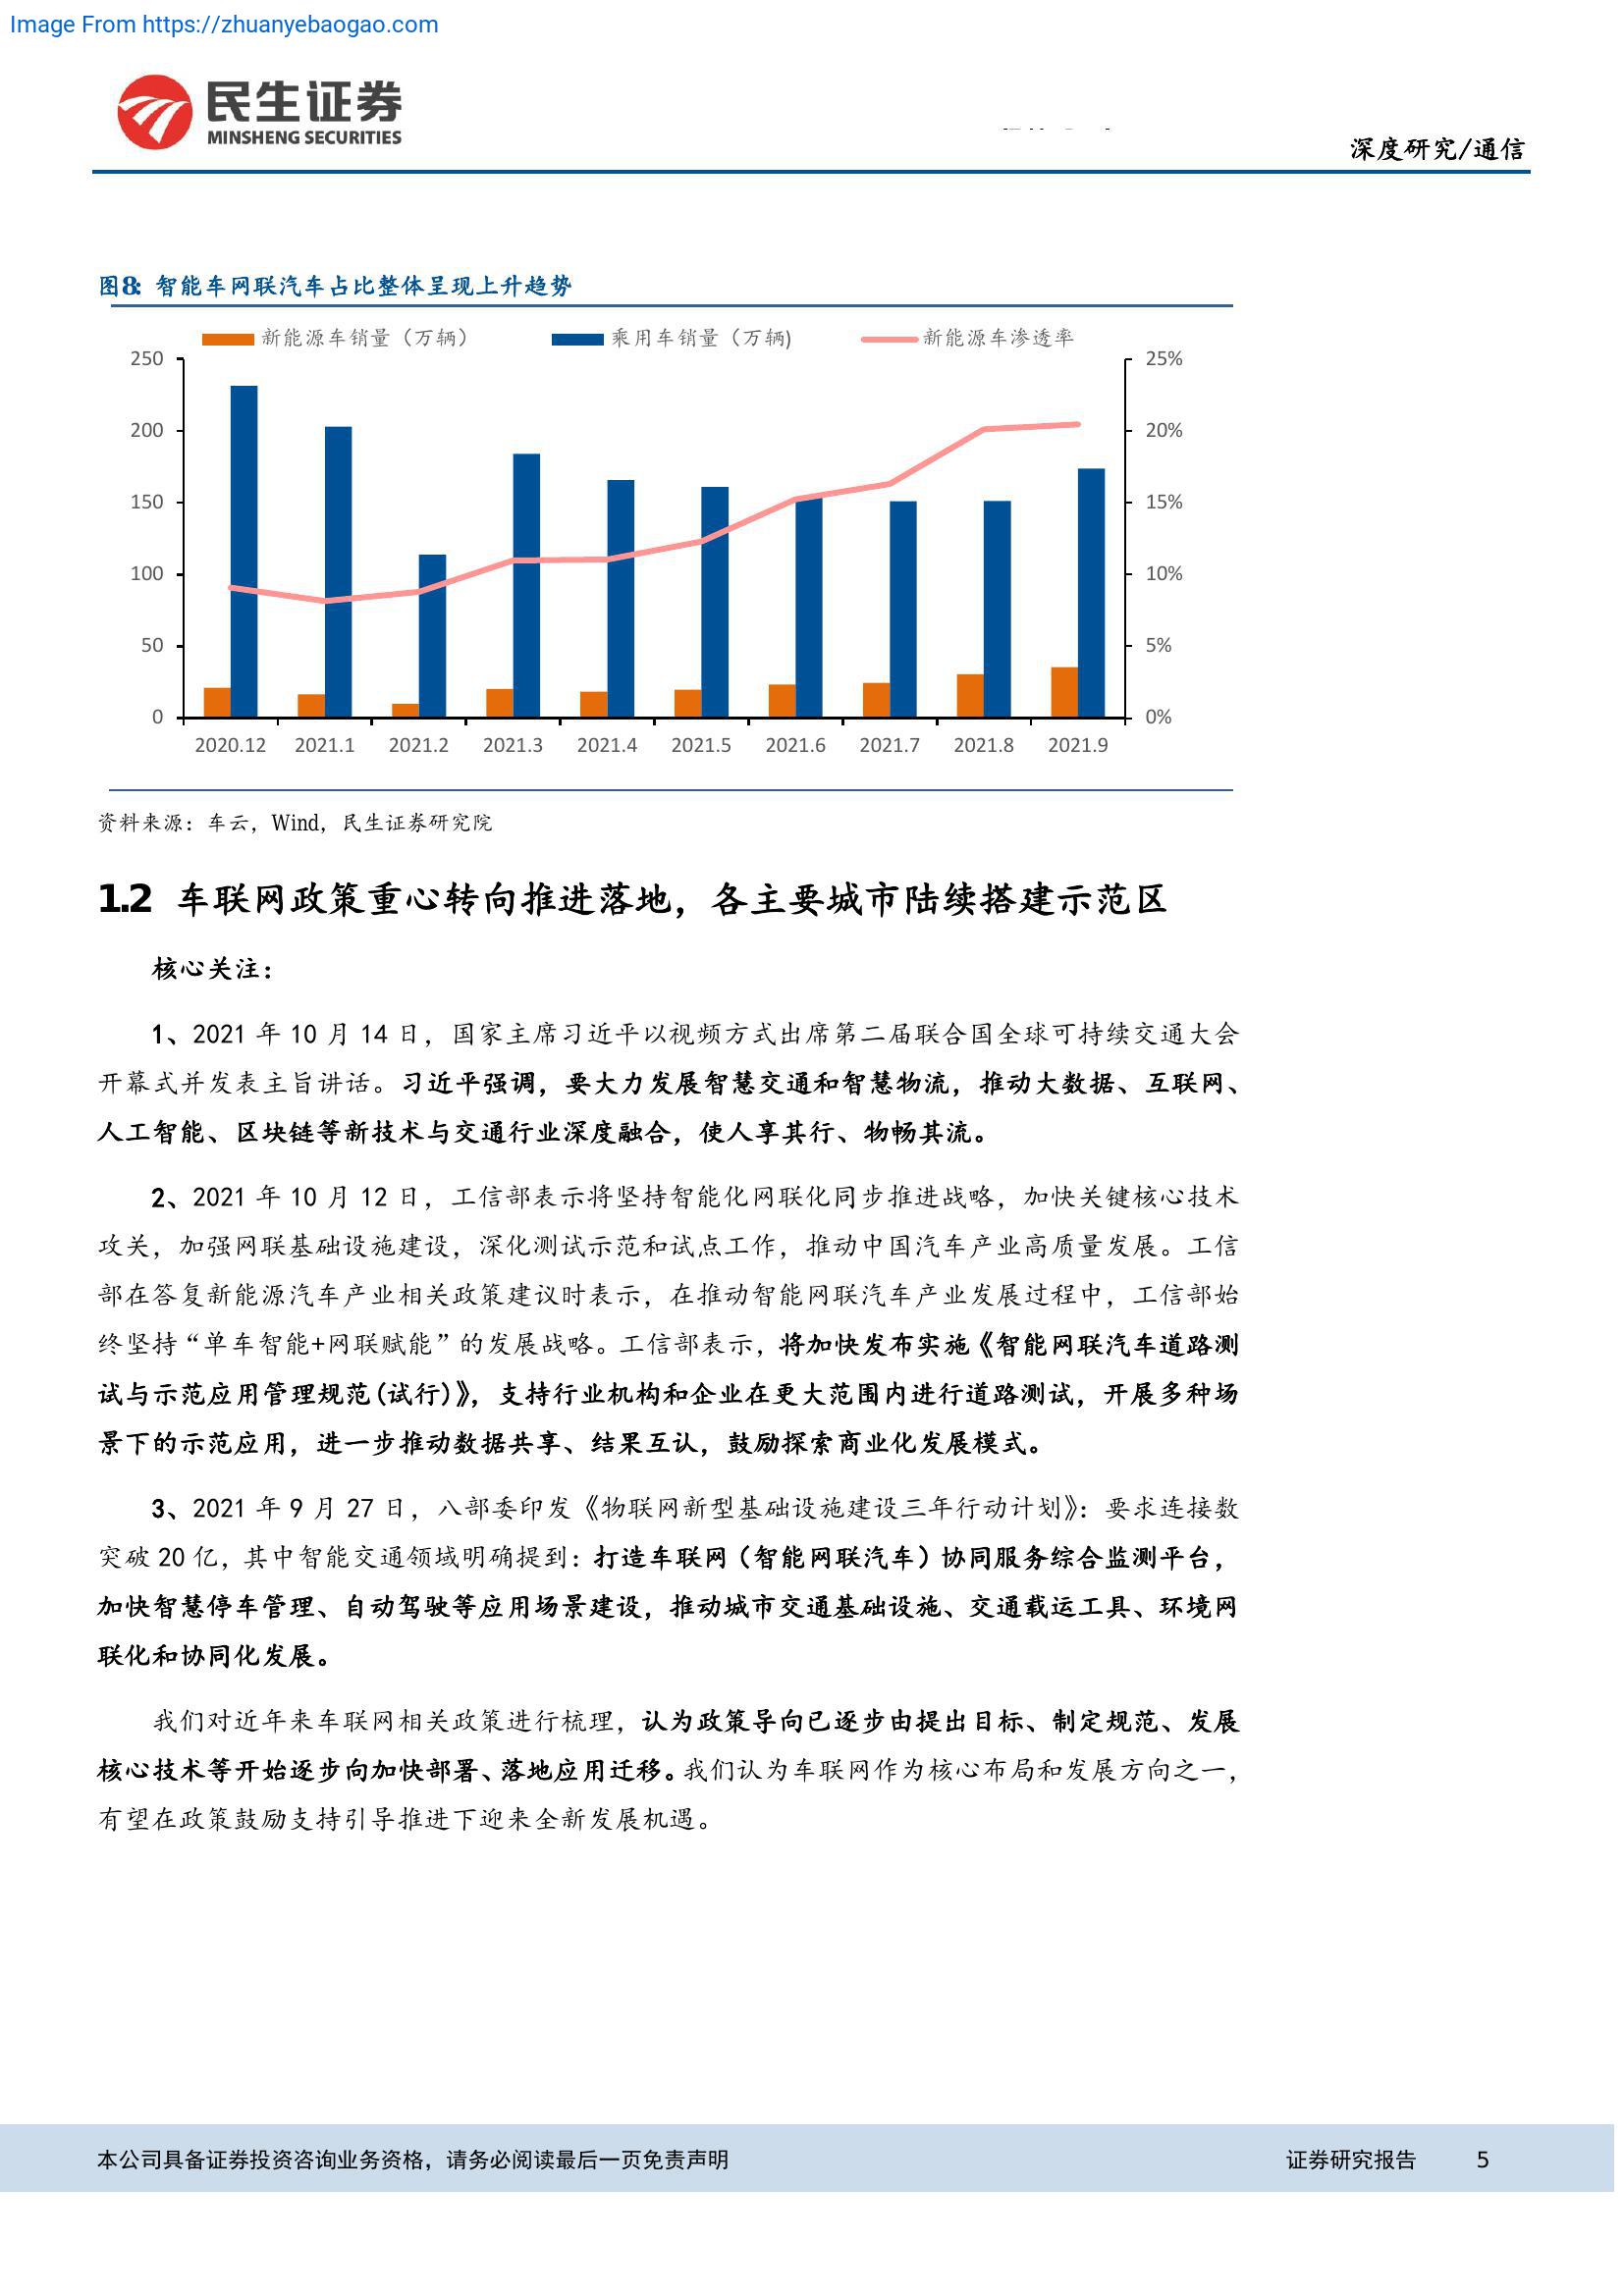 Image From https://zhuanyebaogao.com
民生证券
MINSHENG SECURITIES
深度研究/通信
图8: 智能车网联汽车占比整体呈现上升趋势
新能源车销量（万辆） 乘用车销量（万辆) 新能源车渗透率
250 25%
200 20%
150 15%
100 10%
50 5%
0 0%
2020.12 2021.1 2021.2 2021.3 2021.4 2021.5 2021.6 2021.7 2021.8 2021.9
资料来源：车云，Wind，民生证券研究院
1.2 车联网政策重心转向推进落地，各主要城市陆续搭建示范区
核心关注：
1、2021 年 10 月 14 日，国家主席习近平以视频方式出席第二届联合国全球可持续交通大会
开幕式并发表主旨讲话。习近平强调，要大力发展智慧交通和智慧物流，推动大数据、互联网、
人工智能、区块链等新技术与交通行业深度融合，使人享其行、物畅其流。
2、2021 年 10 月 12 日，工信部表示将坚持智能化网联化同步推进战略，加快关键核心技术
攻关，加强网联基础设施建设，深化测试示范和试点工作，推动中国汽车产业高质量发展。工信
部在答复新能源汽车产业相关政策建议时表示，在推动智能网联汽车产业发展过程中，工信部始
终坚持“单车智能+网联赋能”的发展战略。工信部表示，将加快发布实施《智能网联汽车道路测
试与示范应用管理规范(试行)》，支持行业机构和企业在更大范围内进行道路测试，开展多种场
景下的示范应用，进一步推动数据共享、结果互认，鼓励探索商业化发展模式。
3、2021 年 9 月 27 日，八部委印发《物联网新型基础设施建设三年行动计划》：要求连接数
突破 20 亿，其中智能交通领域明确提到：打造车联网（智能网联汽车）协同服务综合监测平台，
加快智慧停车管理、自动驾驶等应用场景建设，推动城市交通基础设施、交通载运工具、环境网
联化和协同化发展。
我们对近年来车联网相关政策进行梳理，认为政策导向已逐步由提出目标、制定规范、发展
核心技术等开始逐步向加快部署、落地应用迁移。我们认为车联网作为核心布局和发展方向之一，
有望在政策鼓励支持引导推进下迎来全新发展机遇。
本公司具备证券投资咨询业务资格，请务必阅读最后一页免责声明 证券研究报告 5